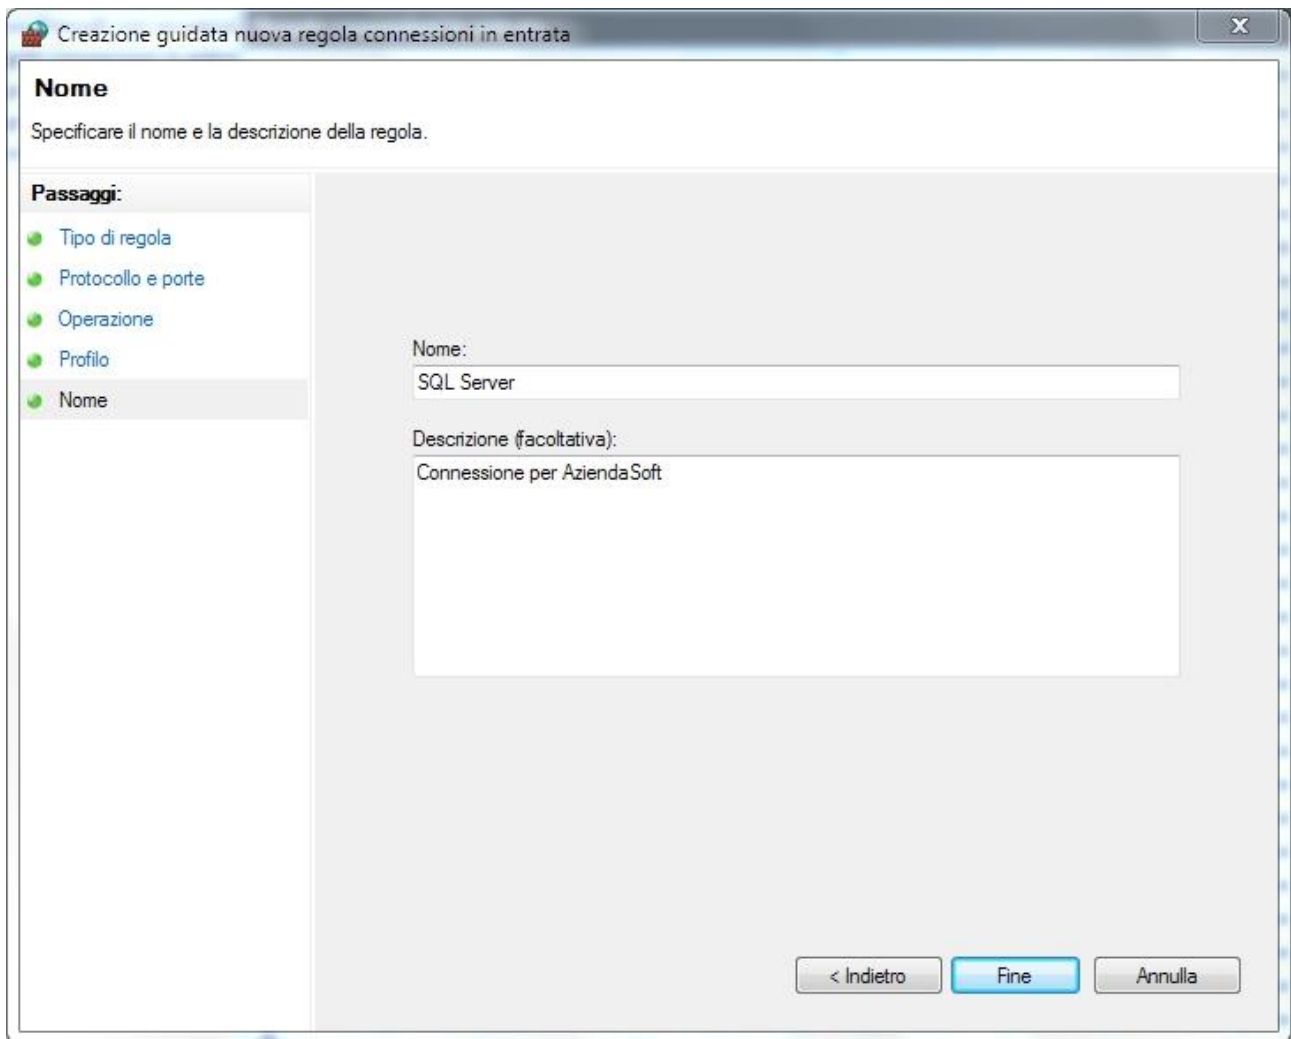 Creazione guidata nuova regola connessioni in entrata
X
Nome
Specificare il nome e la descrizione della regola.
Passaggi:
Tipo di regola
Protocollo e porte
Operazione
Profilo
Nome
Nome:
SQL Server
Descrizione (facoltativa):
Connessione per AziendaSoft
< Indietro
Fine
Annulla